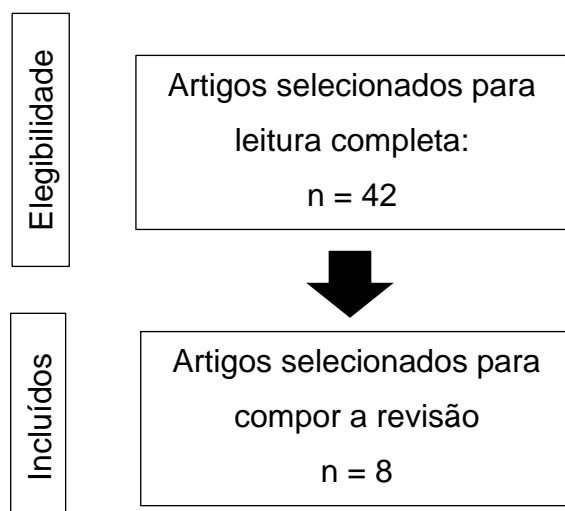 Elegibilidade
Artigos selecionados para
leitura completa:
n = 42
Incluídos
Artigos selecionados para
compor a revisão
n = 8